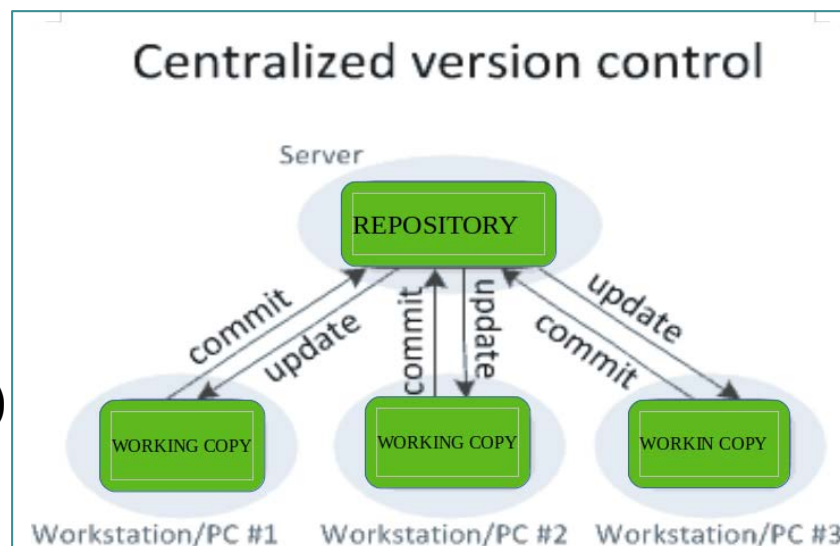 Centralized version control
Server
REPOSITORY
commit
update
commit
update
update
commit
WORKING COPY
WORKING COPY
WORKIN COPY
Workstation/PC #1
Workstation/PC #2
Workstation/PC #3